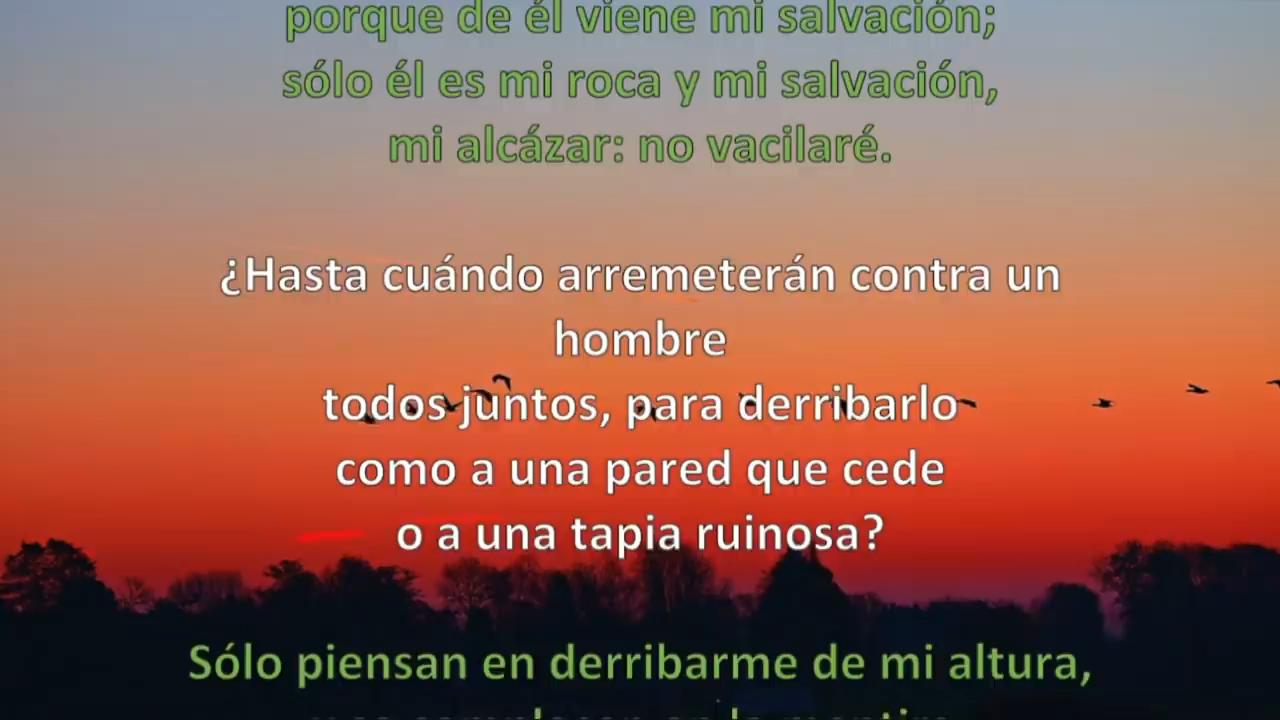 porque de él viene mi salvación;
sólo él es mi roca y mi salvación,
mi alcázar: no vacilaré.
¿Hasta cuándo arremeterán contra un
hombre
todos juntos, para derribarlo
como a una pared que cede
o a una tapia ruinosa?
Sólo piensan en derribarme de mi altura,